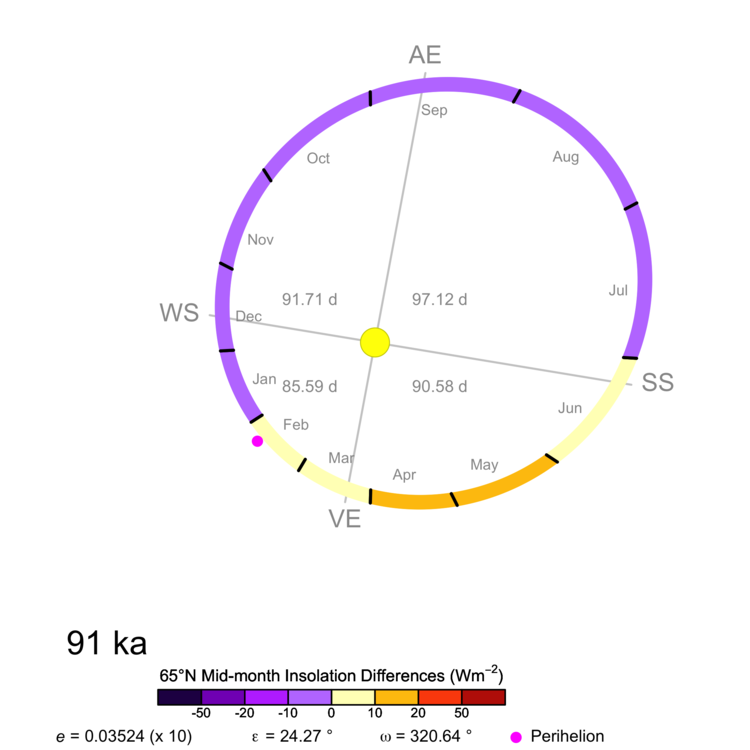 AE
Sep
Oct
Aug
Nov
Jul
91.71 d
97.12 d
WS
Dec
Jan
85.59 d
90.58 d
SS
Feb
Jun
Mar
Apr
May
VE
91 ka
65°N Mid-month Insolation Differences (Wm⁻²)
-50 -20 -10 0 10 20 50
e = 0.03524 (x 10) ε = 24.27 ° ω = 320.64 ° Perihelion